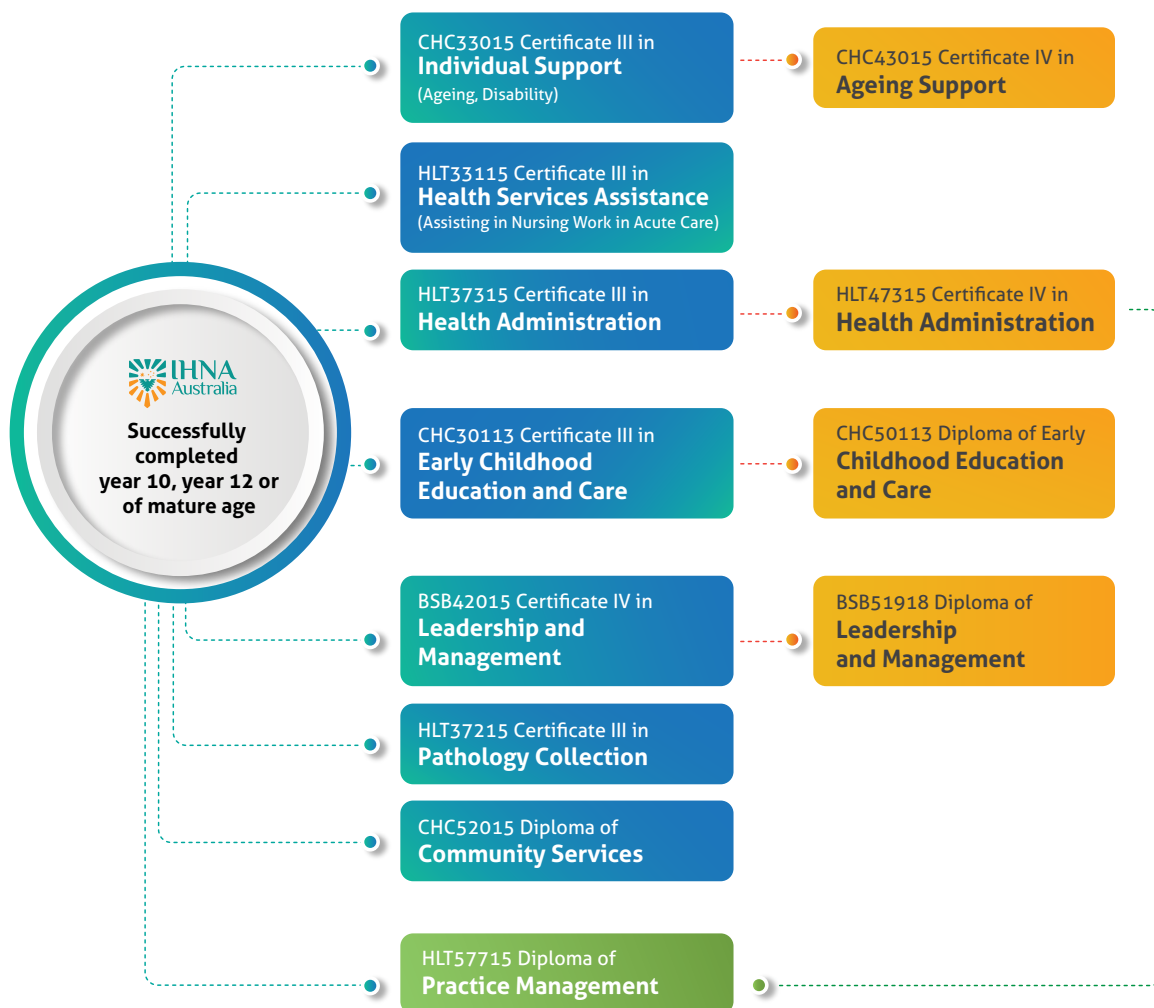 CHC33015 Certificate III in
Individual Support
(Ageing, Disability)
CHC43015 Certificate IV in
Ageing Support
HLT33115 Certificate III in
Health Services Assistance
(Assisting in Nursing Work in Acute Care)
HLT37315 Certificate III in
Health Administration
HLT47315 Certificate IV in
Health Administration
IHNA
Australia
Successfully
completed
year 10, year 12 or
of mature age
CHC30113 Certificate III in
Early Childhood
Education and Care
CHC50113 Diploma of Early
Childhood Education
and Care
BSB42015 Certificate IV in
Leadership and
Management
BSB51918 Diploma of
Leadership
and Management
HLT37215 Certificate III in
Pathology Collection
CHC52015 Diploma of
Community Services
HLT57715 Diploma of
Practice Management